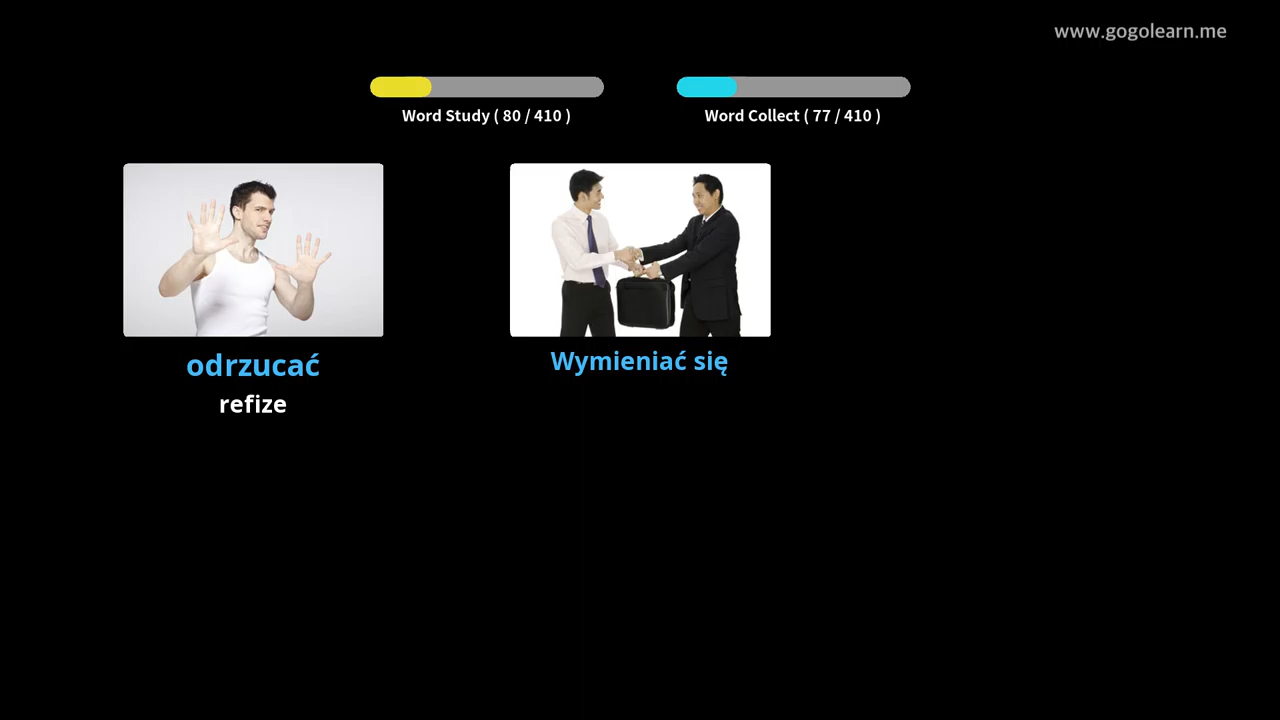 www.gogolearn.me
Word Study ( 80 / 410 )
Word Collect ( 77 / 410 )
odrzucać
Wymieniać się
refize